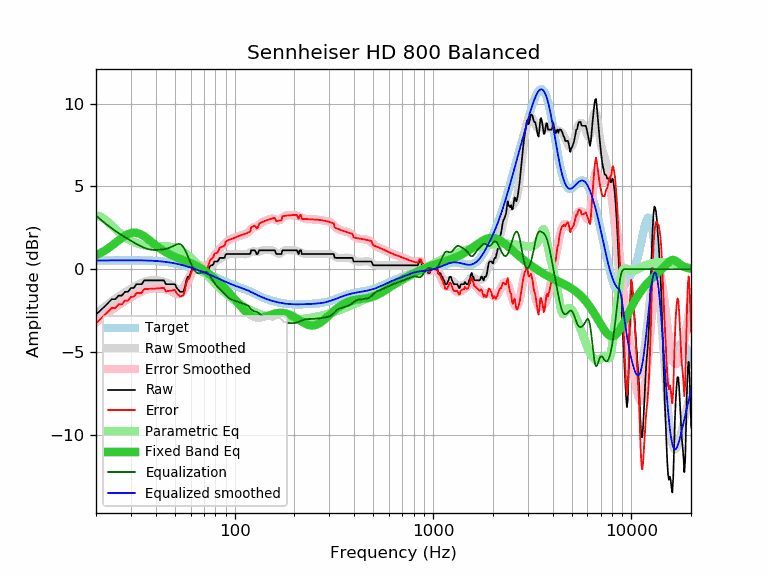 Sennheiser HD 800 Balanced
Amplitude (dBr)
10
5
0
−5
−10
Target
Raw Smoothed
Error Smoothed
Raw
Error
Parametric Eq
Fixed Band Eq
Equalization
Equalized smoothed
100
1000
10000
Frequency (Hz)